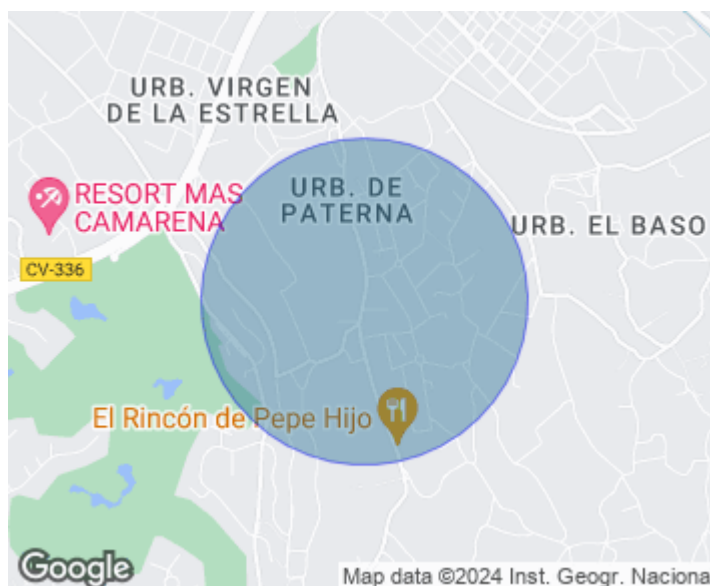 URB. VIRGEN
DE LA ESTRELLA
RESORT MAS
CAMARENA
URB. DE
PATERNA
URB. EL BASO
CV-336
El Rincón de Pepe Hijo
Google
Map data ©2024 Inst. Geogr. Naciona